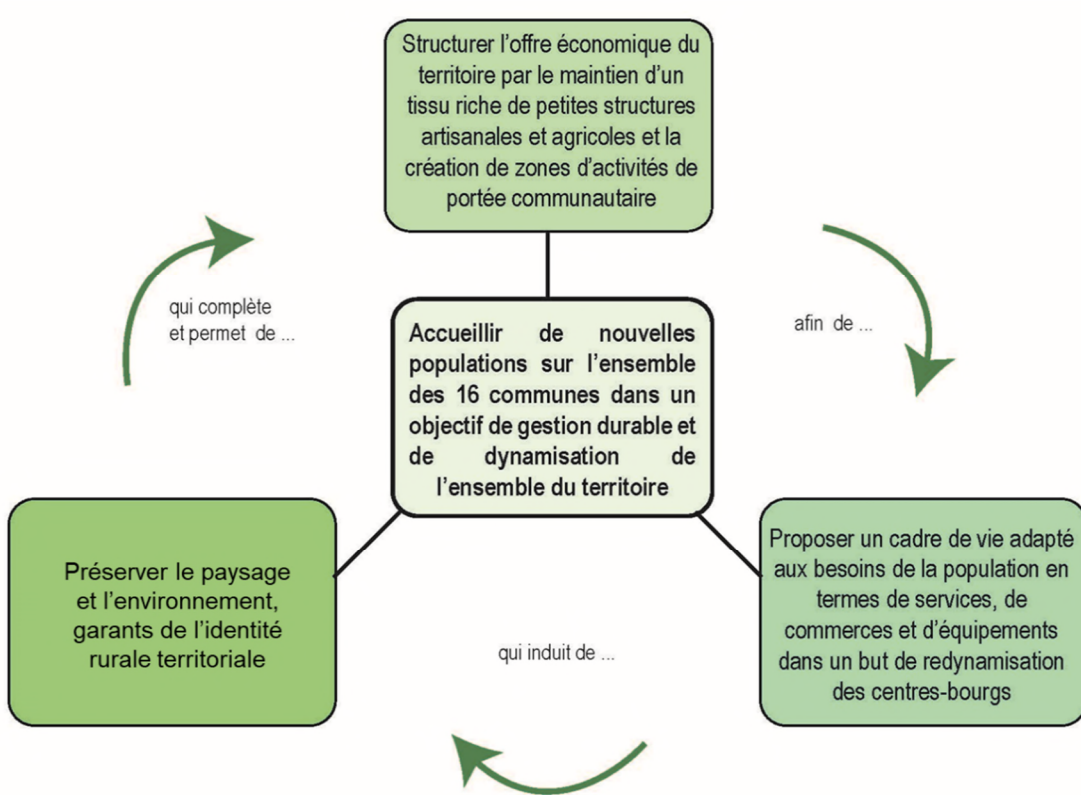 Structurer l’offre économique du
territoire par le maintien d’un
tissu riche de petites structures
artisanales et agricoles et la
création de zones d’activités de
portée communautaire
qui complète
et permet de ...
afin de ...
Accueillir de nouvelles
populations sur l’ensemble
des 16 communes dans un
objectif de gestion durable et
de dynamisation de
l’ensemble du territoire
Préserver le paysage
et l’environnement,
garants de l’identité
rurale territoriale
qui induit de ...
Proposer un cadre de vie adapté
aux besoins de la population en
termes de services, de
commerces et d’équipements
dans un but de redynamisation
des centres-bourgs